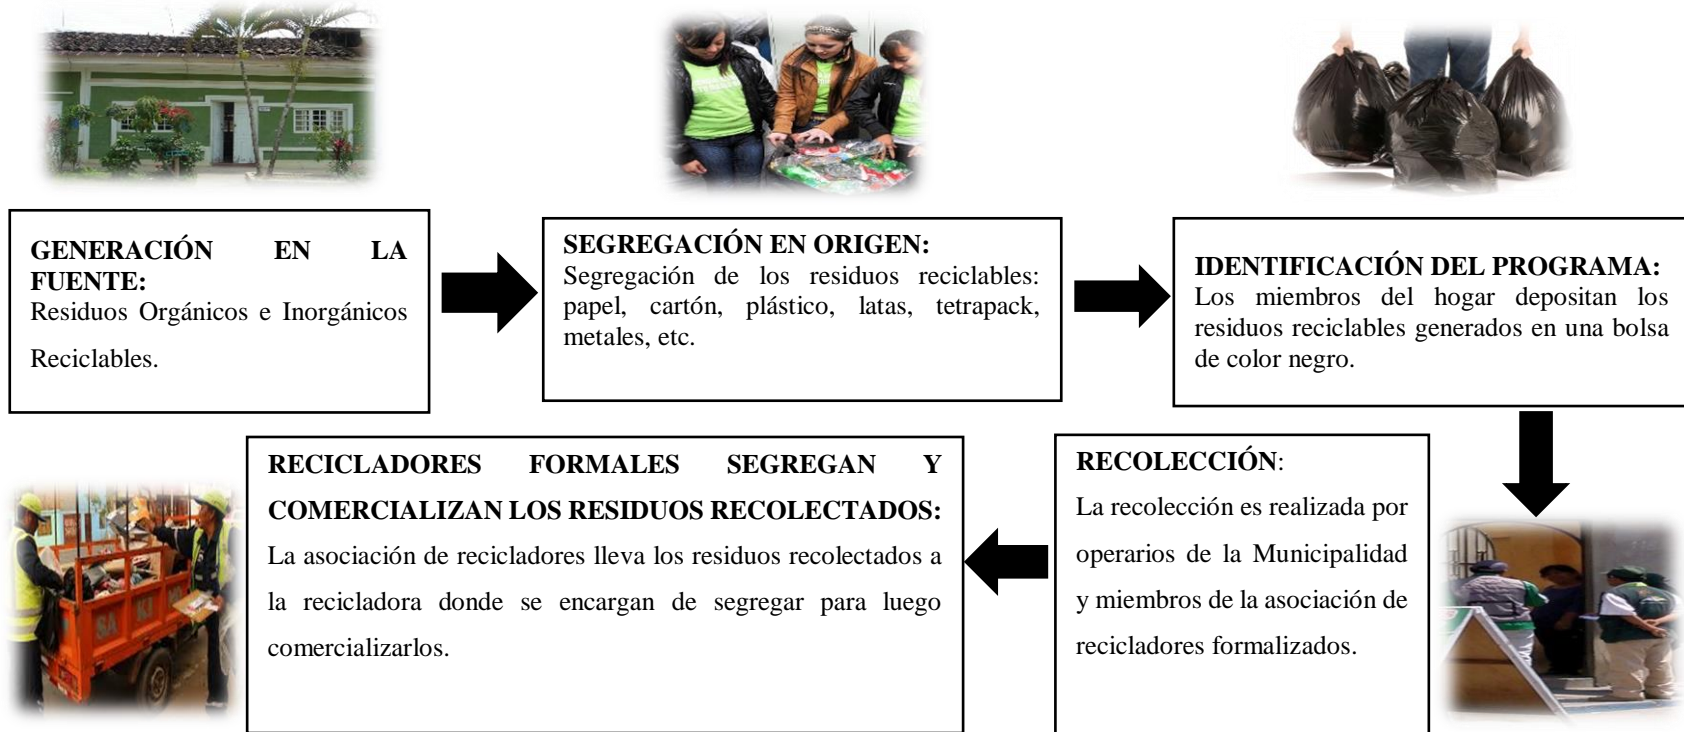 GENERACIÓN EN LA
FUENTE:
Residuos Orgánicos e Inorgánicos
Reciclables.
SEGREGACIÓN EN ORIGEN:
Segregación de los residuos reciclables:
papel, cartón, plástico, latas, tetrapack,
metales, etc.
IDENTIFICACIÓN DEL PROGRAMA:
Los miembros del hogar depositan los
residuos reciclables generados en una bolsa
de color negro.
RECOLECCIÓN:
La recolección es realizada por
operarios de la Municipalidad
y miembros de la asociación de
recicladores formalizados.
RECICLADORES FORMALES SEGREGAN Y
COMERCIALIZAN LOS RESIDUOS RECOLECTADOS:
La asociación de recicladores lleva los residuos recolectados a
la recicladora donde se encargan de segregar para luego
comercializarlos.